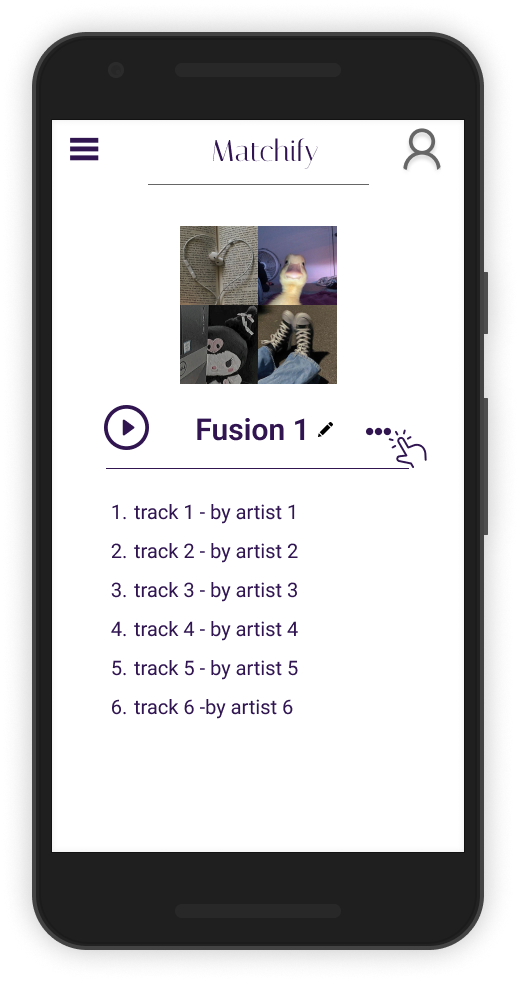 Matchify
Fusion 1
1. track 1 - by artist 1
2. track 2 - by artist 2
3. track 3 - by artist 3
4. track 4 - by artist 4
5. track 5 - by artist 5
6. track 6 -by artist 6